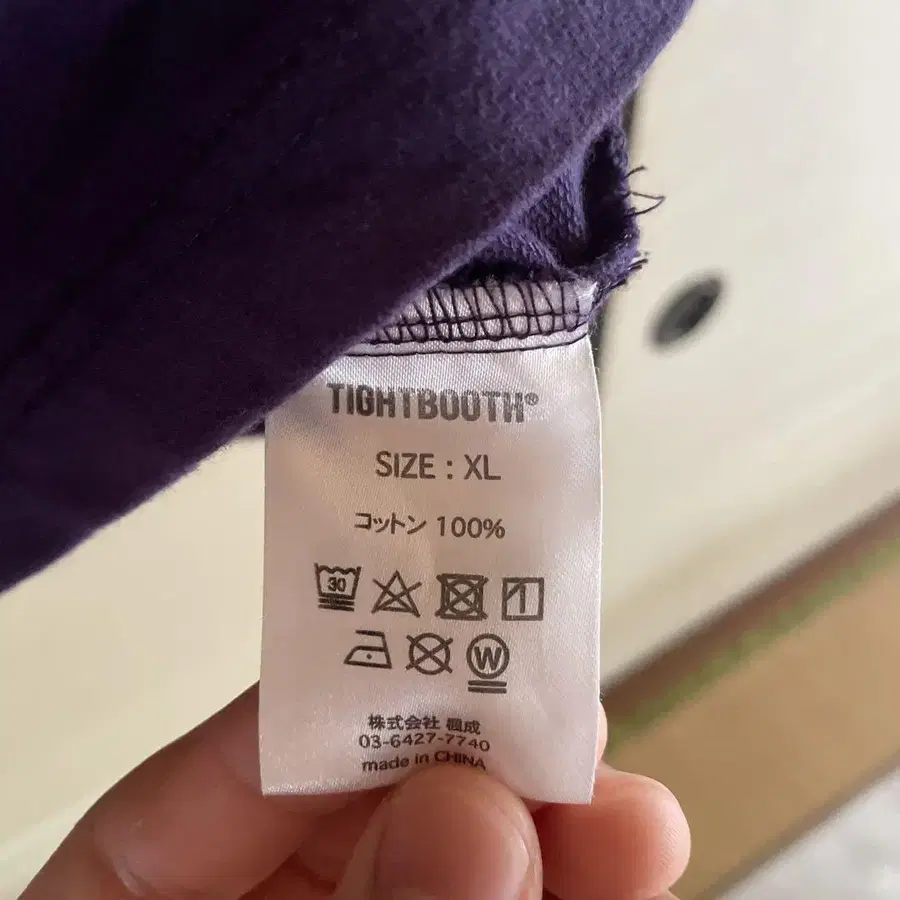 TIGHTBOOTH®
SIZE : XL
コットン 100%
30
W
株式会社 楓成
03-6427-7740
made in CHINA